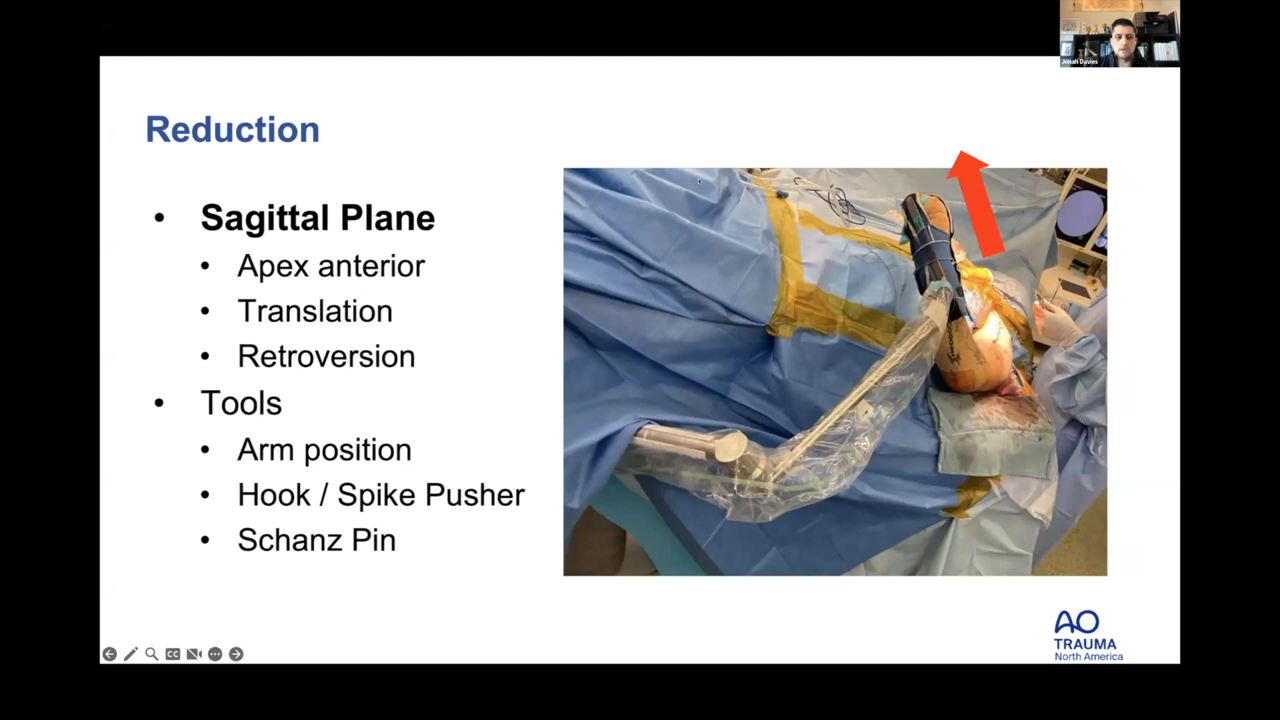 Jonah Davies
Reduction
• Sagittal Plane
• Apex anterior
• Translation
• Retroversion
• Tools
• Arm position
• Hook / Spike Pusher
• Schanz Pin
CC
AO
TRAUMA
North America